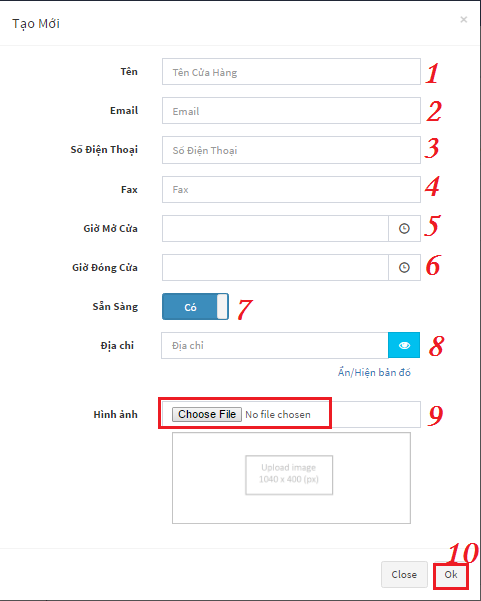 Tạo Mới ×
Tên Tên Cửa Hàng 1
Email Email 2
Số Điện Thoại Số Điện Thoại 3
Fax Fax 4
Giờ Mở Cửa 5
Giờ Đóng Cửa 6
Sẵn Sàng Có 7
Địa chỉ Địa chỉ 8
Ẩn/Hiện bản đồ
Hình ảnh Choose File No file chosen 9
Upload image
1040 x 400 (px)
10
Close Ok